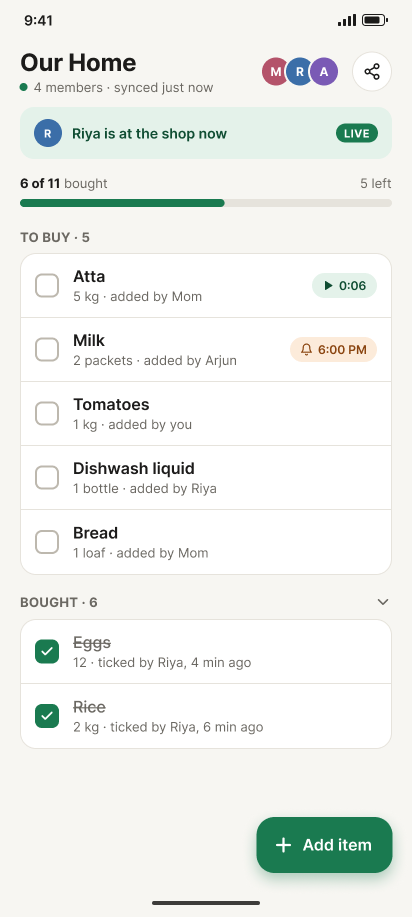 9:41
Our Home
4 members · synced just now
M R A
R Riya is at the shop now LIVE
6 of 11 bought 5 left
TO BUY · 5
Atta
5 kg · added by Mom
0:06
Milk
2 packets · added by Arjun
6:00 PM
Tomatoes
1 kg · added by you
Dishwash liquid
1 bottle · added by Riya
Bread
1 loaf · added by Mom
BOUGHT · 6
Eggs
12 · ticked by Riya, 4 min ago
Rice
2 kg · ticked by Riya, 6 min ago
Add item